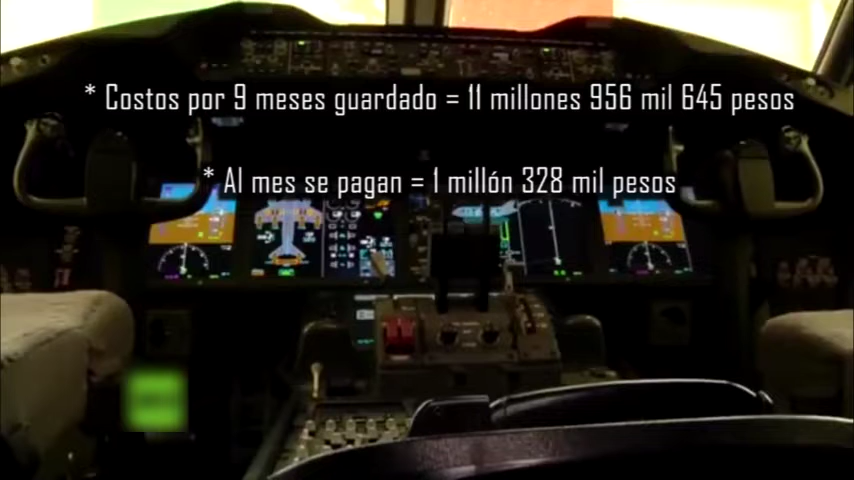 * Costos por 9 meses guardado = 11 millones 956 mil 645 pesos
* Al mes se pagan = 1 millón 328 mil pesos